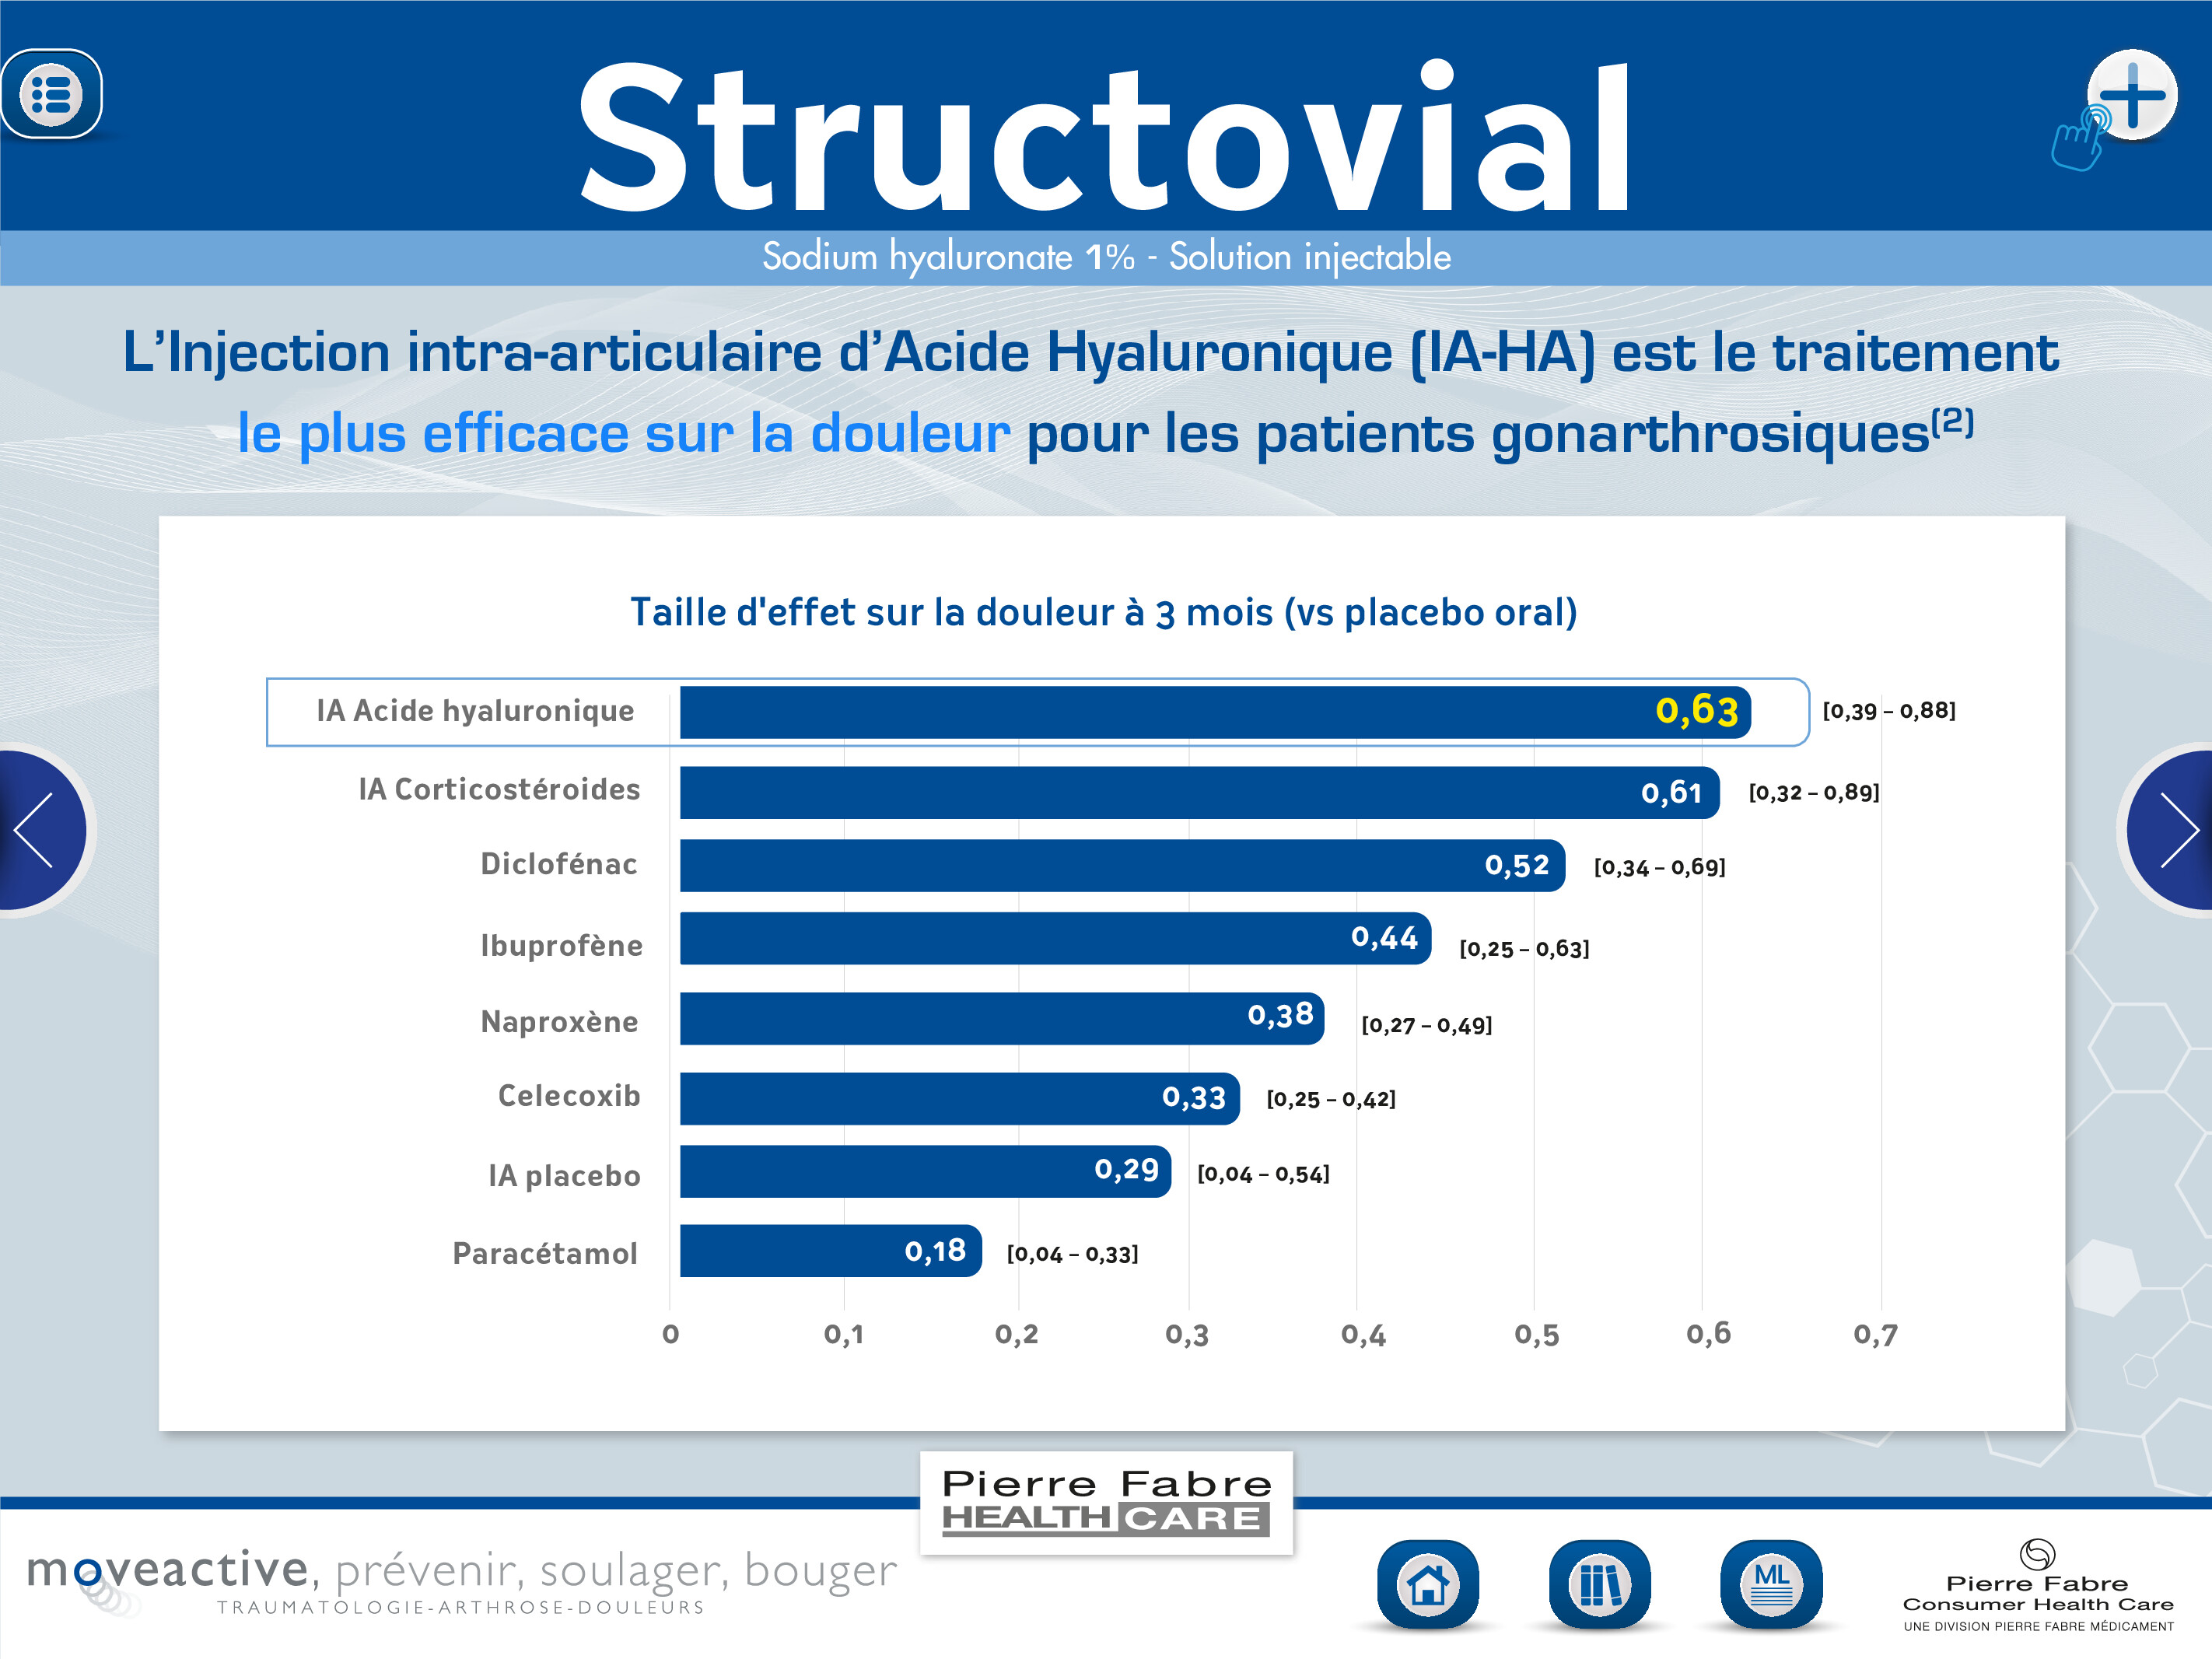 Structovial
Sodium hyaluronate 1% - Solution injectable
L’Injection intra-articulaire d’Acide Hyaluronique (IA-HA) est le traitement
le plus efficace sur la douleur pour les patients gonarthrosiques(2)
Taille d'effet sur la douleur à 3 mois (vs placebo oral)
IA Acide hyaluronique 0,63 [0,39 – 0,88]
IA Corticostéroides 0,61 [0,32 – 0,89]
Diclofénac 0,52 [0,34 – 0,69]
Ibuprofène 0,44 [0,25 – 0,63]
Naproxène 0,38 [0,27 – 0,49]
Celecoxib 0,33 [0,25 – 0,42]
IA placebo 0,29 [0,04 – 0,54]
Paracétamol 0,18 [0,04 – 0,33]
0 0,1 0,2 0,3 0,4 0,5 0,6 0,7
Pierre Fabre
HEALTH CARE
moveactive, prévenir, soulager, bouger
TRAUMATOLOGIE-ARTHROSE-DOULEURS
ML
Pierre Fabre
Consumer Health Care
UNE DIVISION PIERRE FABRE MÉDICAMENT